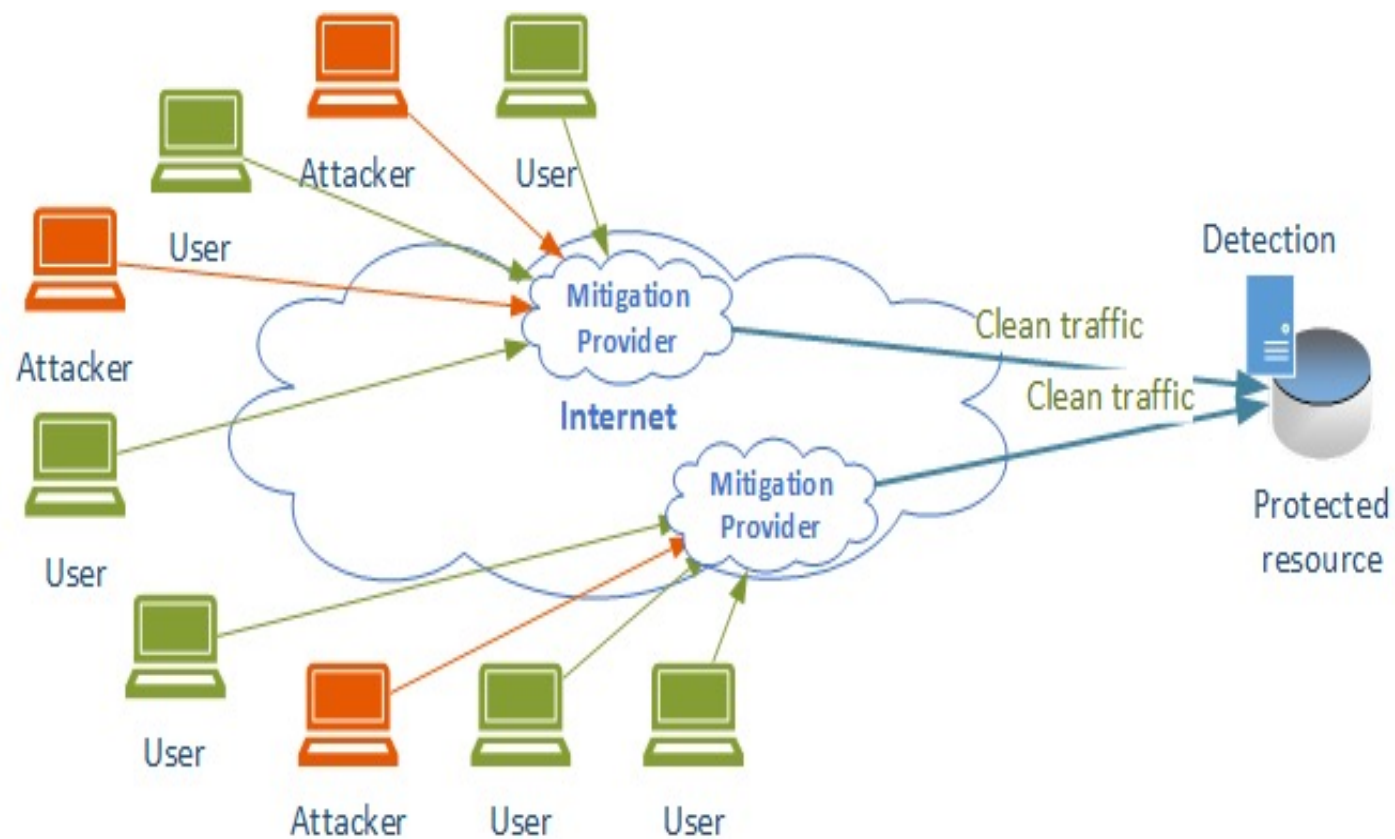 Attacker
User
User
Detection
Mitigation
Provider
Clean traffic
Attacker
Clean traffic
Internet
Mitigation
Provider
Protected
resource
User
User
Attacker
User
User